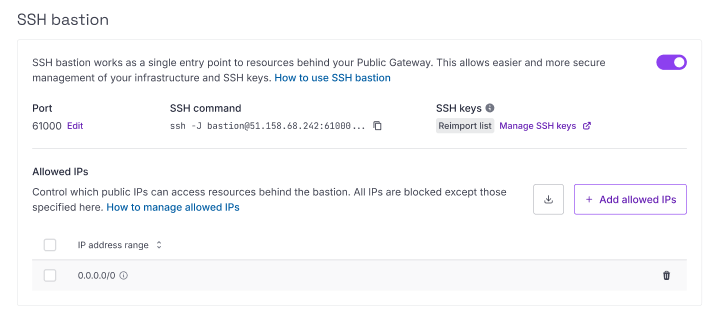 SSH bastion
SSH bastion works as a single entry point to resources behind your Public Gateway. This allows easier and more secure
management of your infrastructure and SSH keys. How to use SSH bastion
Port
SSH command
SSH keys
61000 Edit
ssh -J bastion@51.158.68.242:61000...
Reimport list Manage SSH keys
Allowed IPs
Control which public IPs can access resources behind the bastion. All IPs are blocked except those
specified here. How to manage allowed IPs
+ Add allowed IPs
IP address range
0.0.0.0/0